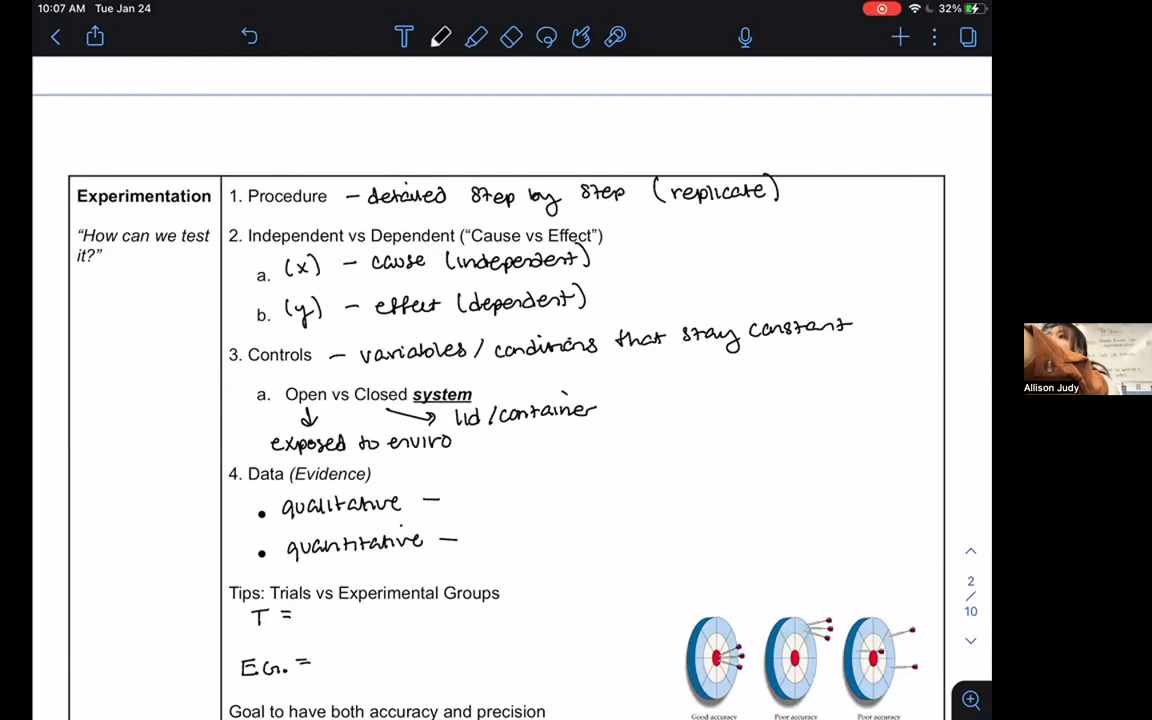 10:07 AM Tue Jan 24
32%
Experimentation
"How can we test it?"
1. Procedure – detailed step by step (replicate)
2. Independent vs Dependent ("Cause vs Effect")
a. (x) – cause (independent)
b. (y) – effect (dependent)
3. Controls – variables / conditions that stay constant
a. Open vs Closed system
lid / container
exposed to enviro
4. Data (Evidence)
• qualitative –
• quantitative –
Tips: Trials vs Experimental Groups
T =
E.G. =
Goal to have both accuracy and precision
Good accuracy Poor accuracy Poor accuracy
2
/
10
Allison Judy